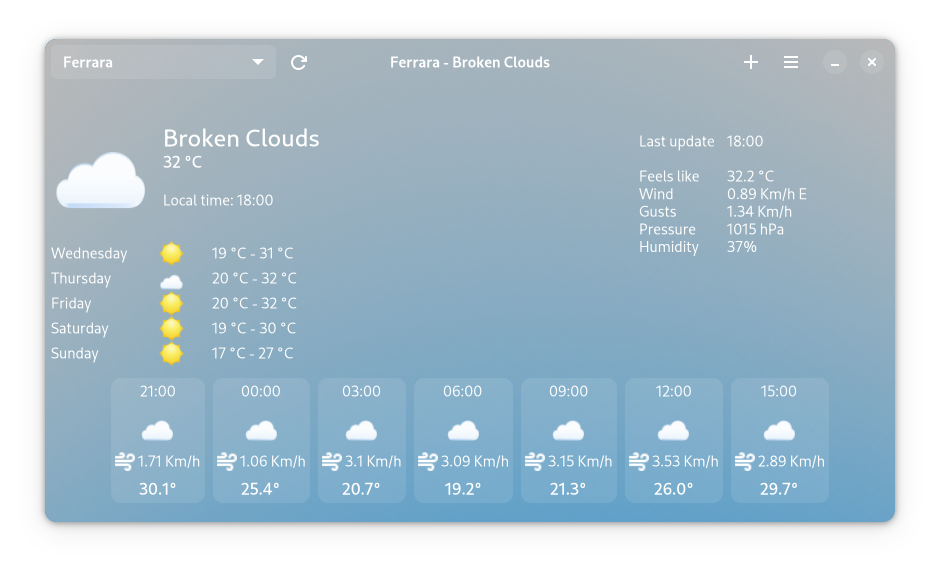 Ferrara
Ferrara - Broken Clouds
Broken Clouds
32 °C
Local time: 18:00
Last update 18:00
Feels like 32.2 °C
Wind 0.89 Km/h E
Gusts 1.34 Km/h
Pressure 1015 hPa
Humidity 37%
Wednesday 19 °C - 31 °C
Thursday 20 °C - 32 °C
Friday 20 °C - 32 °C
Saturday 19 °C - 30 °C
Sunday 17 °C - 27 °C
21:00 00:00 03:00 06:00 09:00 12:00 15:00
1.71 Km/h 1.06 Km/h 3.1 Km/h 3.09 Km/h 3.15 Km/h 3.53 Km/h 2.89 Km/h
30.1° 25.4° 20.7° 19.2° 21.3° 26.0° 29.7°